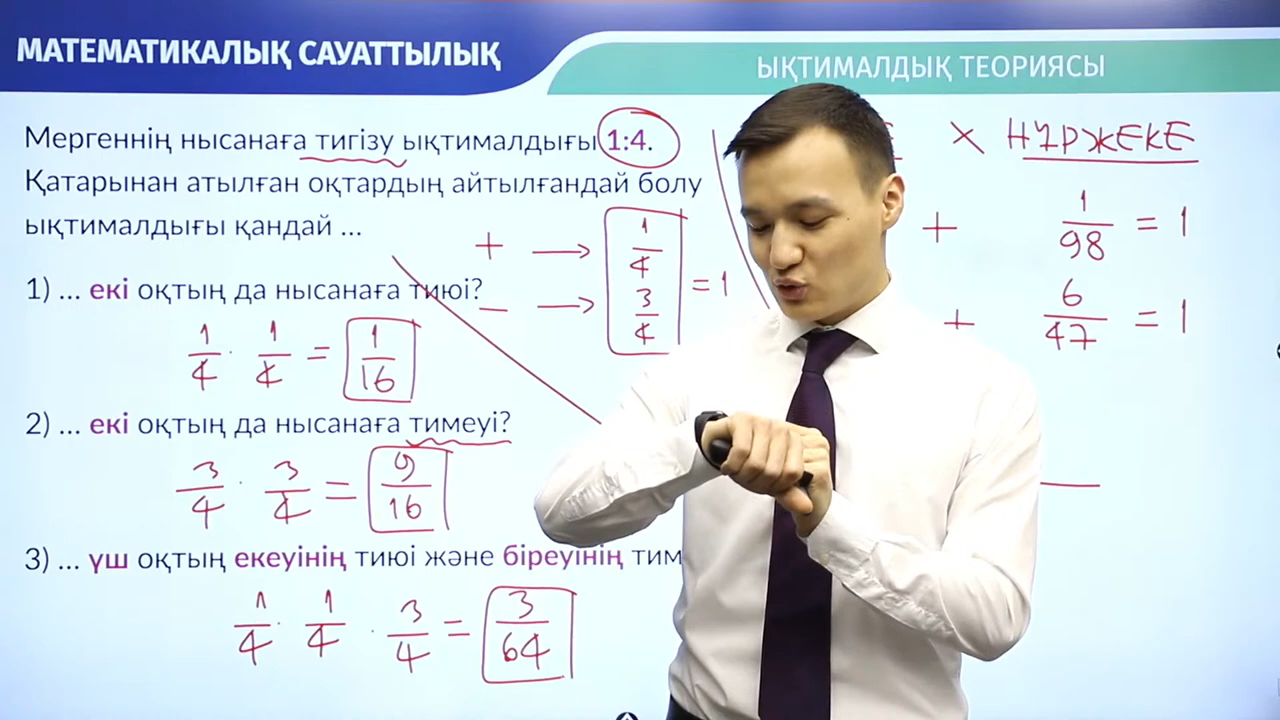 МАТЕМАТИКАЛЫҚ САУАТТЫЛЫҚ
ЫҚТИМАЛДЫҚ ТЕОРИЯСЫ
Мергеннің нысанаға тигізу ықтималдығы 1:4.
Қатарынан атылған оқтардың айтылғандай болу
ықтималдығы қандай ...
× НҰРЖЕКЕ
+ 1/98 = 1
+ 6/47 = 1
+ → 1/4
− → 3/4
= 1
1) ... екі оқтың да нысанаға тиюі?
1/4 · 1/4 = 1/16
2) ... екі оқтың да нысанаға тимеуі?
3/4 · 3/4 = 9/16
3) ... үш оқтың екеуінің тиюі және біреуінің тим
1/4 · 1/4 · 3/4 = 3/64